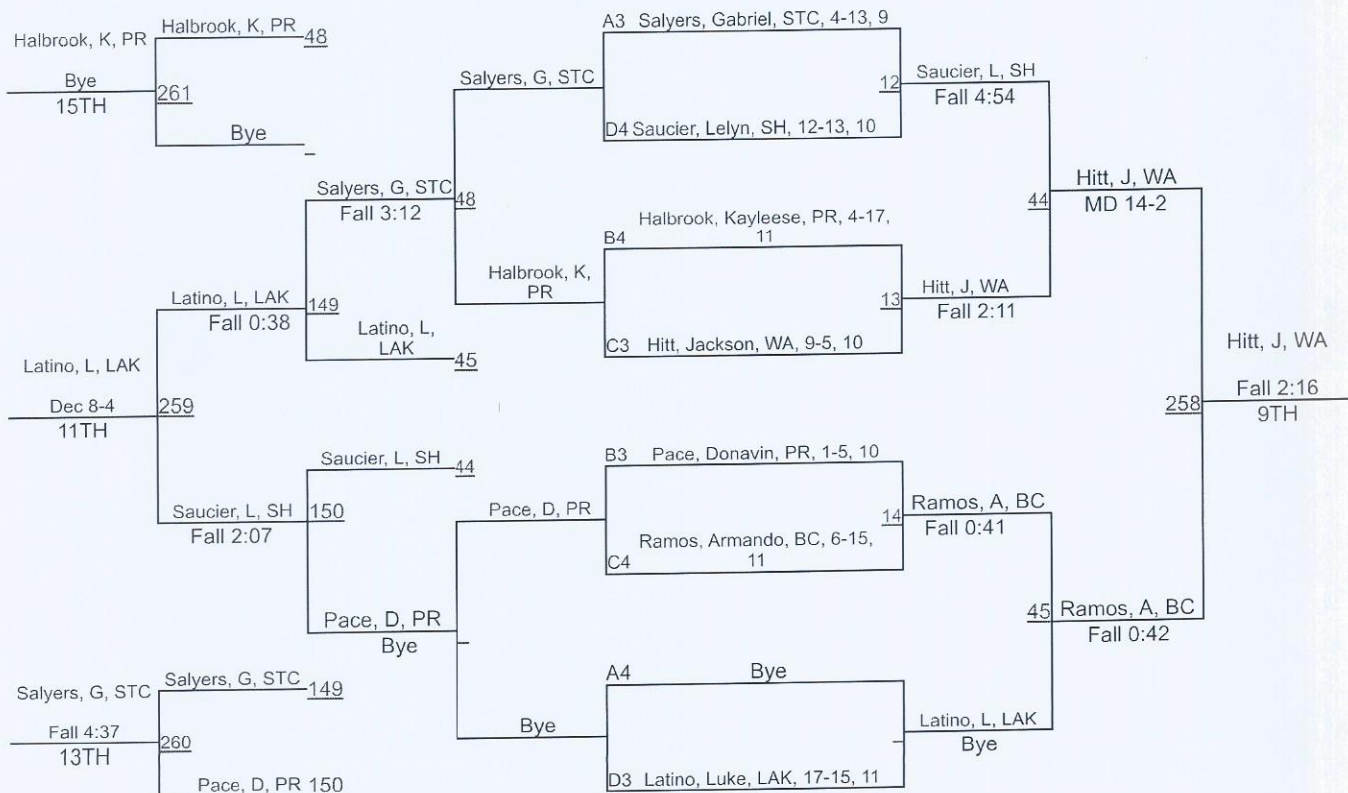 Halbrook, K, PR
Halbrook, K, PR
48
Bye
261
15TH
Bye
Salyers, G, STC
Fall 3:12
48
Latino, L, LAK
Fall 0:38
149
Latino, L,
LAK
45
Latino, L, LAK
Dec 8-4
259
11TH
Saucier, L, SH
44
Saucier, L, SH
Fall 2:07
150
Pace, D, PR
Bye
Salyers, G, STC
Salyers, G, STC
149
Fall 4:37
260
13TH
Pace, D, PR 150
Salyers, G, STC
Halbrook, K,
PR
Pace, D, PR
Bye
A3 Salyers, Gabriel, STC, 4-13, 9
12
D4 Saucier, Lelyn, SH, 12-13, 10
Halbrook, Kayleese, PR, 4-17,
B4
11
13
C3 Hitt, Jackson, WA, 9-5, 10
B3 Pace, Donavin, PR, 1-5, 10
14
Ramos, Armando, BC, 6-15,
C4
11
A4 Bye
D3 Latino, Luke, LAK, 17-15, 11
Saucier, L, SH
Fall 4:54
44
Hitt, J, WA
Fall 2:11
Ramos, A, BC
Fall 0:41
45
Latino, L, LAK
Bye
Hitt, J, WA
MD 14-2
Ramos, A, BC
Fall 0:42
258
Hitt, J, WA
Fall 2:16
9TH